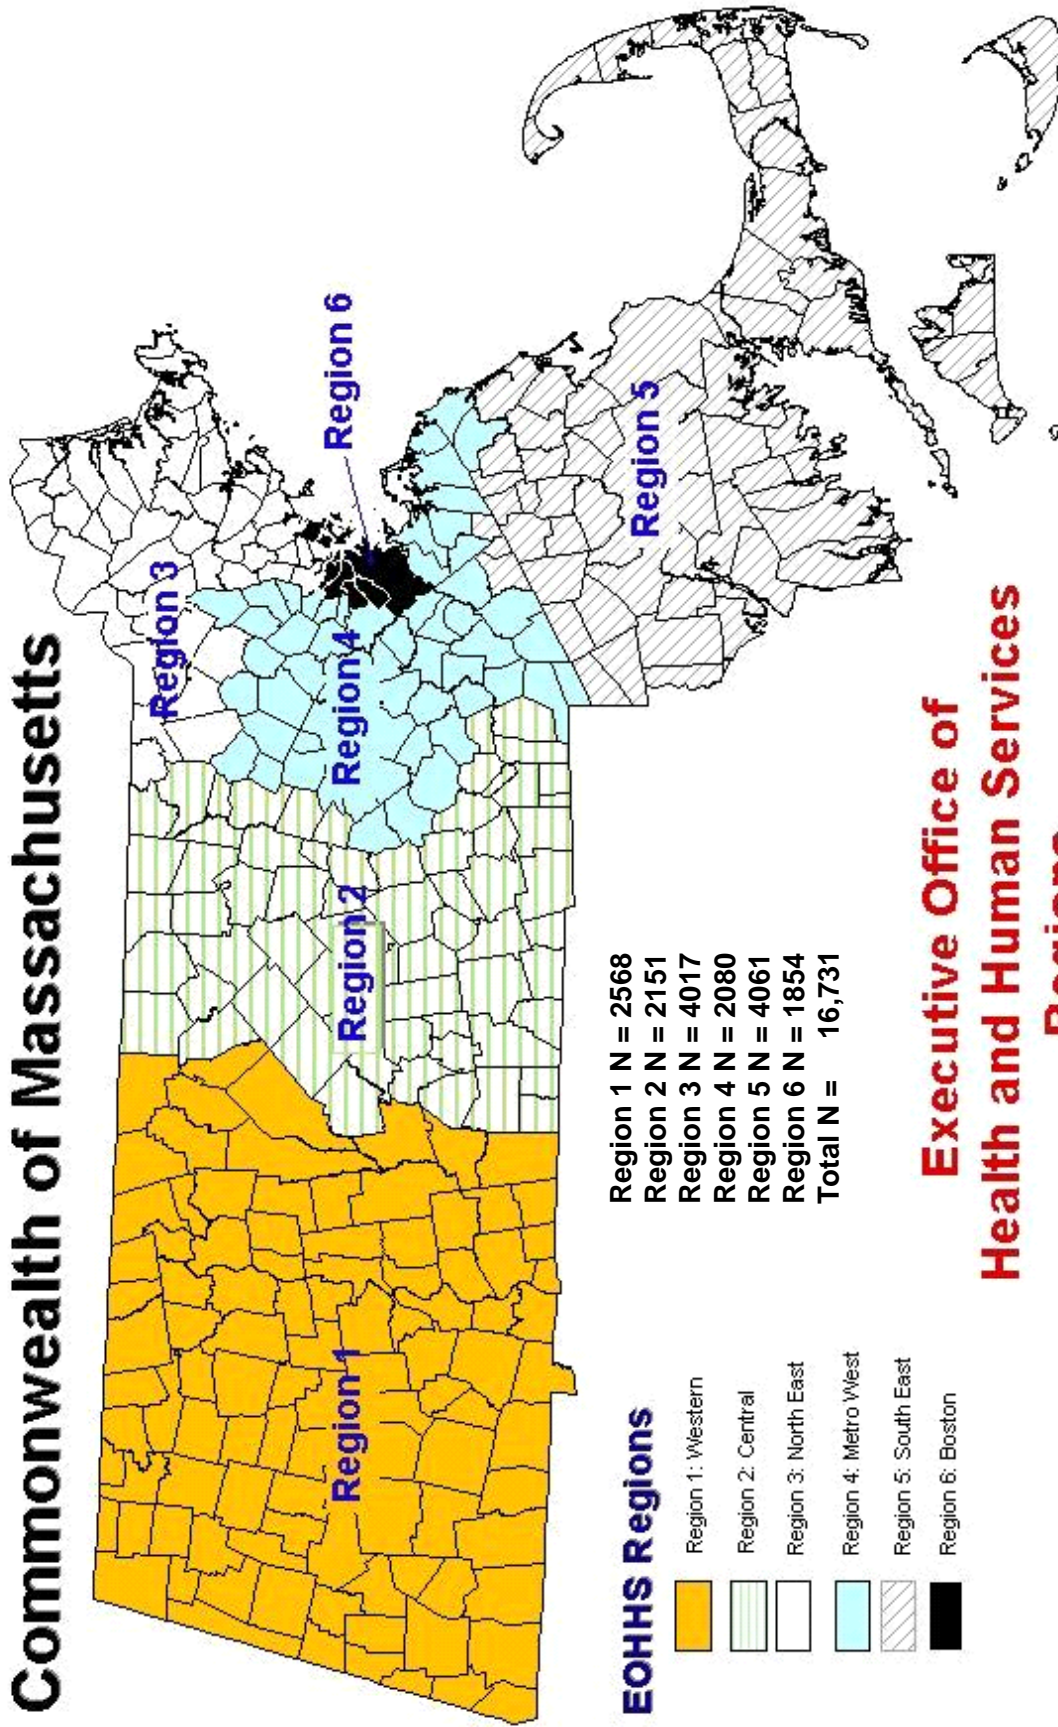 Commonwealth of Massachusetts
Region 1
Region 2
Region 3
Region 4
Region 5
Region 6
Region 1 N = 2568
Region 2 N = 2151
Region 3 N = 4017
Region 4 N = 2080
Region 5 N = 4061
Region 6 N = 1854
Total N = 16,731
EOHHS Regions
Region 1: Western
Region 2: Central
Region 3: North East
Region 4: Metro West
Region 5: South East
Region 6: Boston
Executive Office of
Health and Human Services
Regions